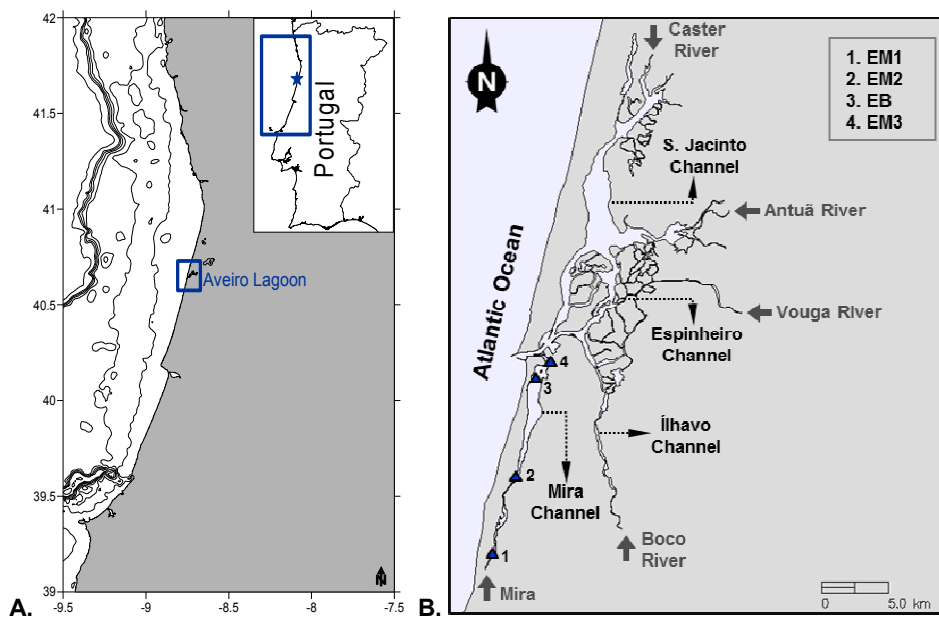 42
41.5
41
40.5
40
39.5
39
-9.5
-9
-8.5
-8
-7.5
Portugal
Aveiro Lagoon
N
A.
N
Caster
River
1. EM1
2. EM2
3. EB
4. EM3
S. Jacinto
Channel
Antuã River
Atlantic Ocean
Vouga River
Espinheiro
Channel
4
3
Ílhavo
Channel
2
Mira
Channel
1
Boco
River
Mira
0
5.0 km
B.